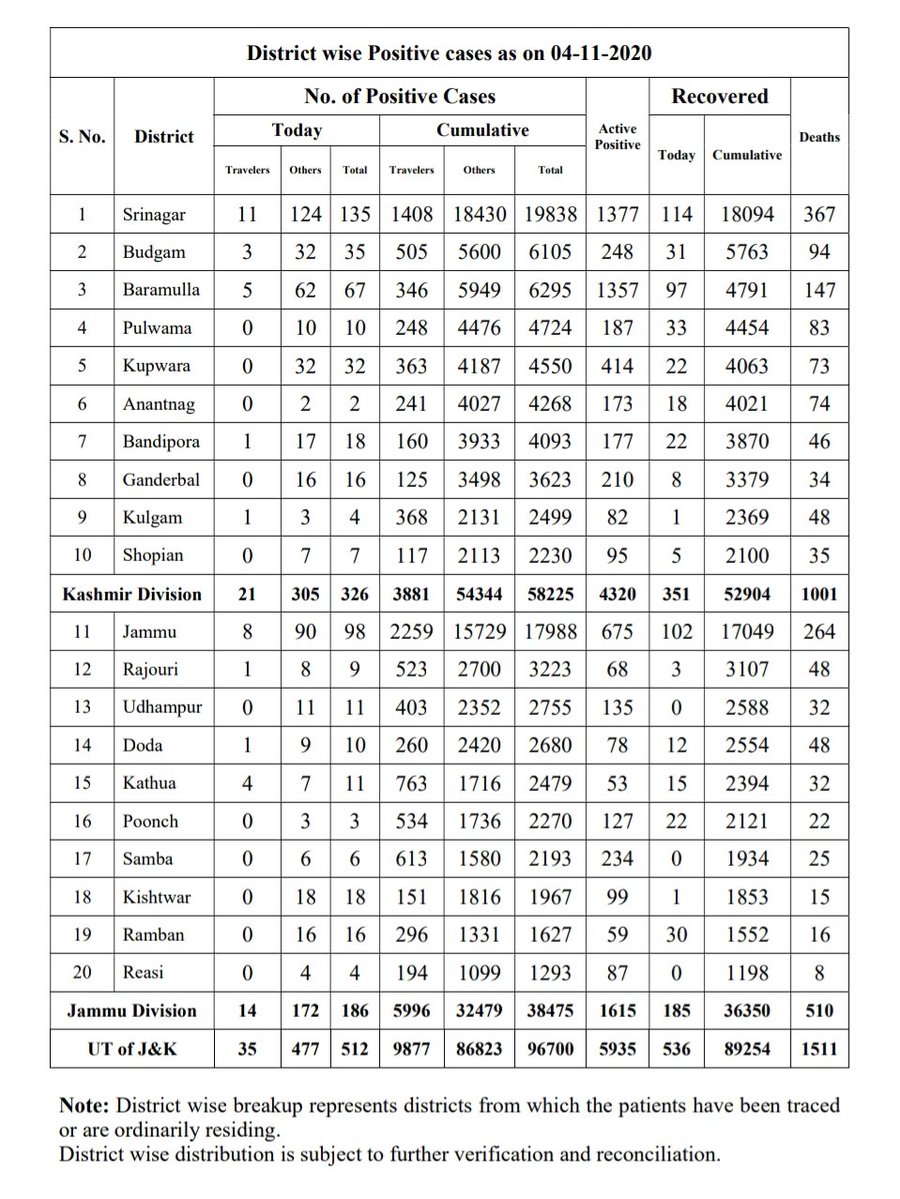 District wise Positive cases as on 04-11-2020
S. No. District No. of Positive Cases Active Positive Recovered Deaths
Today Cumulative Today Cumulative
Travelers Others Total Travelers Others Total
1 Srinagar 11 124 135 1408 18430 19838 1377 114 18094 367
2 Budgam 3 32 35 505 5600 6105 248 31 5763 94
3 Baramulla 5 62 67 346 5949 6295 1357 97 4791 147
4 Pulwama 0 10 10 248 4476 4724 187 33 4454 83
5 Kupwara 0 32 32 363 4187 4550 414 22 4063 73
6 Anantnag 0 2 2 241 4027 4268 173 18 4021 74
7 Bandipora 1 17 18 160 3933 4093 177 22 3870 46
8 Ganderbal 0 16 16 125 3498 3623 210 8 3379 34
9 Kulgam 1 3 4 368 2131 2499 82 1 2369 48
10 Shopian 0 7 7 117 2113 2230 95 5 2100 35
Kashmir Division 21 305 326 3881 54344 58225 4320 351 52904 1001
11 Jammu 8 90 98 2259 15729 17988 675 102 17049 264
12 Rajouri 1 8 9 523 2700 3223 68 3 3107 48
13 Udhampur 0 11 11 403 2352 2755 135 0 2588 32
14 Doda 1 9 10 260 2420 2680 78 12 2554 48
15 Kathua 4 7 11 763 1716 2479 53 15 2394 32
16 Poonch 0 3 3 534 1736 2270 127 22 2121 22
17 Samba 0 6 6 613 1580 2193 234 0 1934 25
18 Kishtwar 0 18 18 151 1816 1967 99 1 1853 15
19 Ramban 0 16 16 296 1331 1627 59 30 1552 16
20 Reasi 0 4 4 194 1099 1293 87 0 1198 8
Jammu Division 14 172 186 5996 32479 38475 1615 185 36350 510
UT of J&K 35 477 512 9877 86823 96700 5935 536 89254 1511
Note: District wise breakup represents districts from which the patients have been traced
or are ordinarily residing.
District wise distribution is subject to further verification and reconciliation.